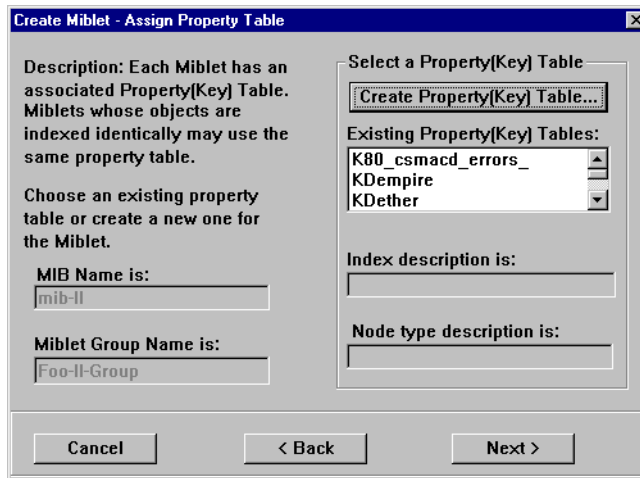 Create Miblet - Assign Property Table
Description: Each Miblet has an
associated Property(Key) Table.
Miblets whose objects are
indexed identically may use the
same property table.
Choose an existing property
table or create a new one for
the Miblet.
MIB Name is:
mib-II
Miblet Group Name is:
Foo-II-Group
Select a Property(Key) Table
Create Property(Key) Table...
Existing Property(Key) Tables:
K80_csmacd_errors_
KDempire
KDether
Index description is:
Node type description is:
Cancel
< Back
Next >